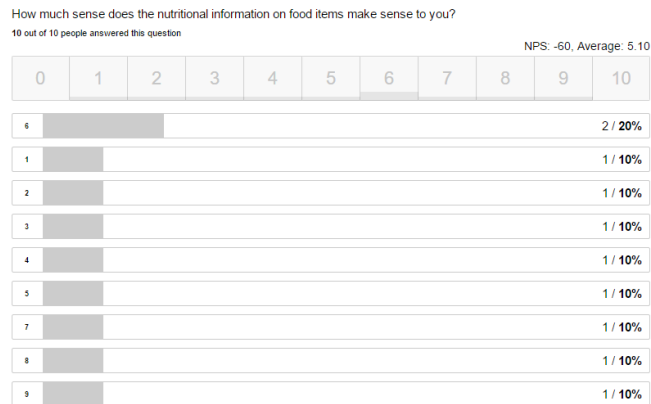 How much sense does the nutritional information on food items make sense to you?
10 out of 10 people answered this question
NPS: -60, Average: 5.10
0 1 2 3 4 5 6 7 8 9 10
6 2 / 20%
1 1 / 10%
2 1 / 10%
3 1 / 10%
4 1 / 10%
5 1 / 10%
7 1 / 10%
8 1 / 10%
9 1 / 10%